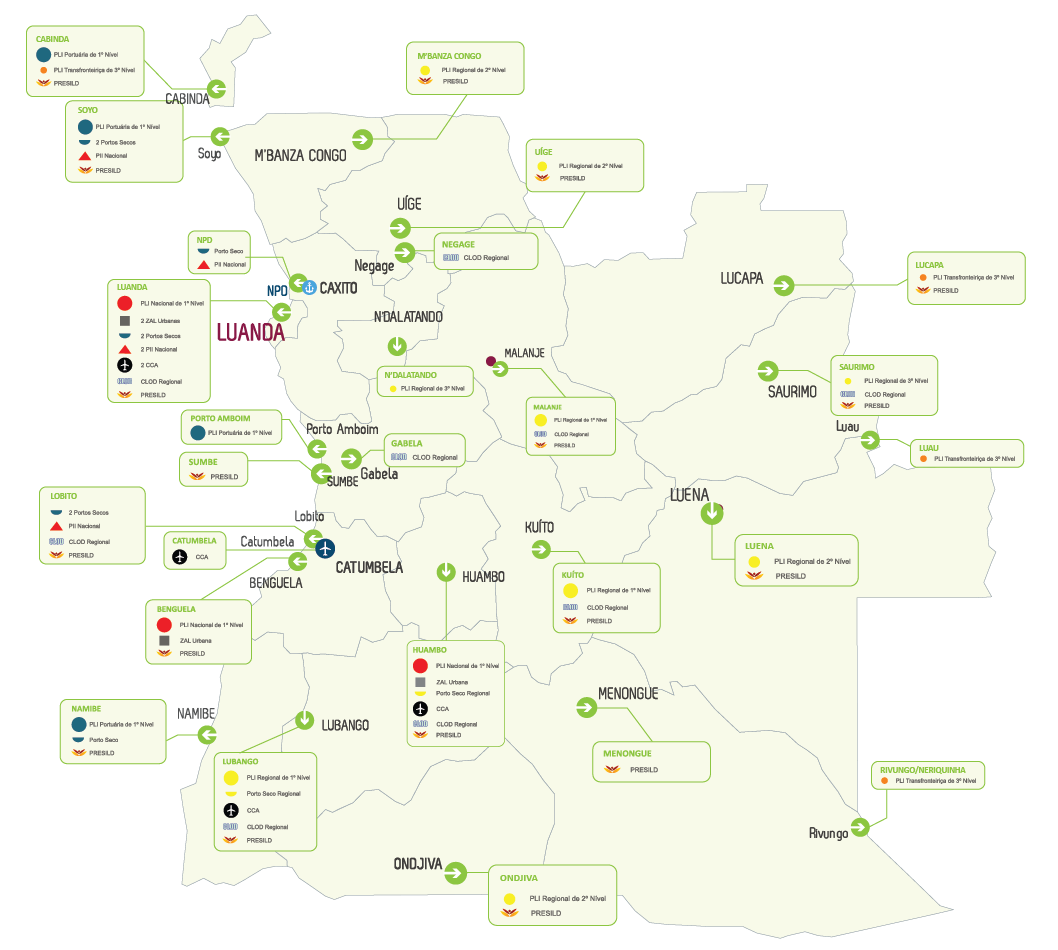 CABINDA
PLI Portuária de 1º Nível
PLI Transfronteiriça de 3º Nível
PRESILD
CABINDA
SOYO
PLI Portuária de 1º Nível
2 Portos Secos
PII Nacional
PRESILD
Soyo
M'BANZA CONGO
PLI Regional de 2º Nível
PRESILD
M'BANZA CONGO
UÍGE
PLI Regional de 2º Nível
PRESILD
UÍGE
NEGAGE
CLOD Regional
Negage
NPD
Porto Seco
PII Nacional
NPD
CAXITO
LUCAPA
PLI Transfronteiriça de 3º Nível
PRESILD
LUCAPA
LUANDA
PLI Nacional de 1º Nível
2 ZAL Urbanas
2 Portos Secos
2 PII Nacional
2 CCA
CLOD Regional
PRESILD
LUANDA
N'DALATANDO
N'DALATANDO
PLI Regional de 3º Nível
MALANJE
MALANJE
PLI Regional de 1º Nível
CLOD Regional
PRESILD
SAURIMO
SAURIMO
PLI Regional de 3º Nível
CLOD Regional
PRESILD
Luau
LUAU
PLI Transfronteiriça de 3º Nível
PORTO AMBOIM
PLI Portuária de 1º Nível
Porto Amboim
GABELA
CLOD Regional
Gabela
SUMBE
PRESILD
SUMBE
LOBITO
2 Portos Secos
PII Nacional
CLOD Regional
PRESILD
Lobito
CATUMBELA
CCA
Catumbela
CATUMBELA
BENGUELA
BENGUELA
PLI Nacional de 1º Nível
ZAL Urbana
PRESILD
HUAMBO
HUAMBO
PLI Nacional de 1º Nível
ZAL Urbana
Porto Seco Regional
CCA
CLOD Regional
PRESILD
KUÍTO
KUÍTO
PLI Regional de 1º Nível
CLOD Regional
PRESILD
LUENA
LUENA
PLI Regional de 2º Nível
PRESILD
NAMIBE
PLI Portuária de 1º Nível
Porto Seco
PRESILD
NAMIBE
LUBANGO
LUBANGO
PLI Regional de 1º Nível
Porto Seco Regional
CCA
CLOD Regional
PRESILD
MENONGUE
MENONGUE
PRESILD
RIVUNGO/NERIQUINHA
PLI Transfronteiriça de 3º Nível
Rivungo
ONDJIVA
ONDJIVA
PLI Regional de 2º Nível
PRESILD